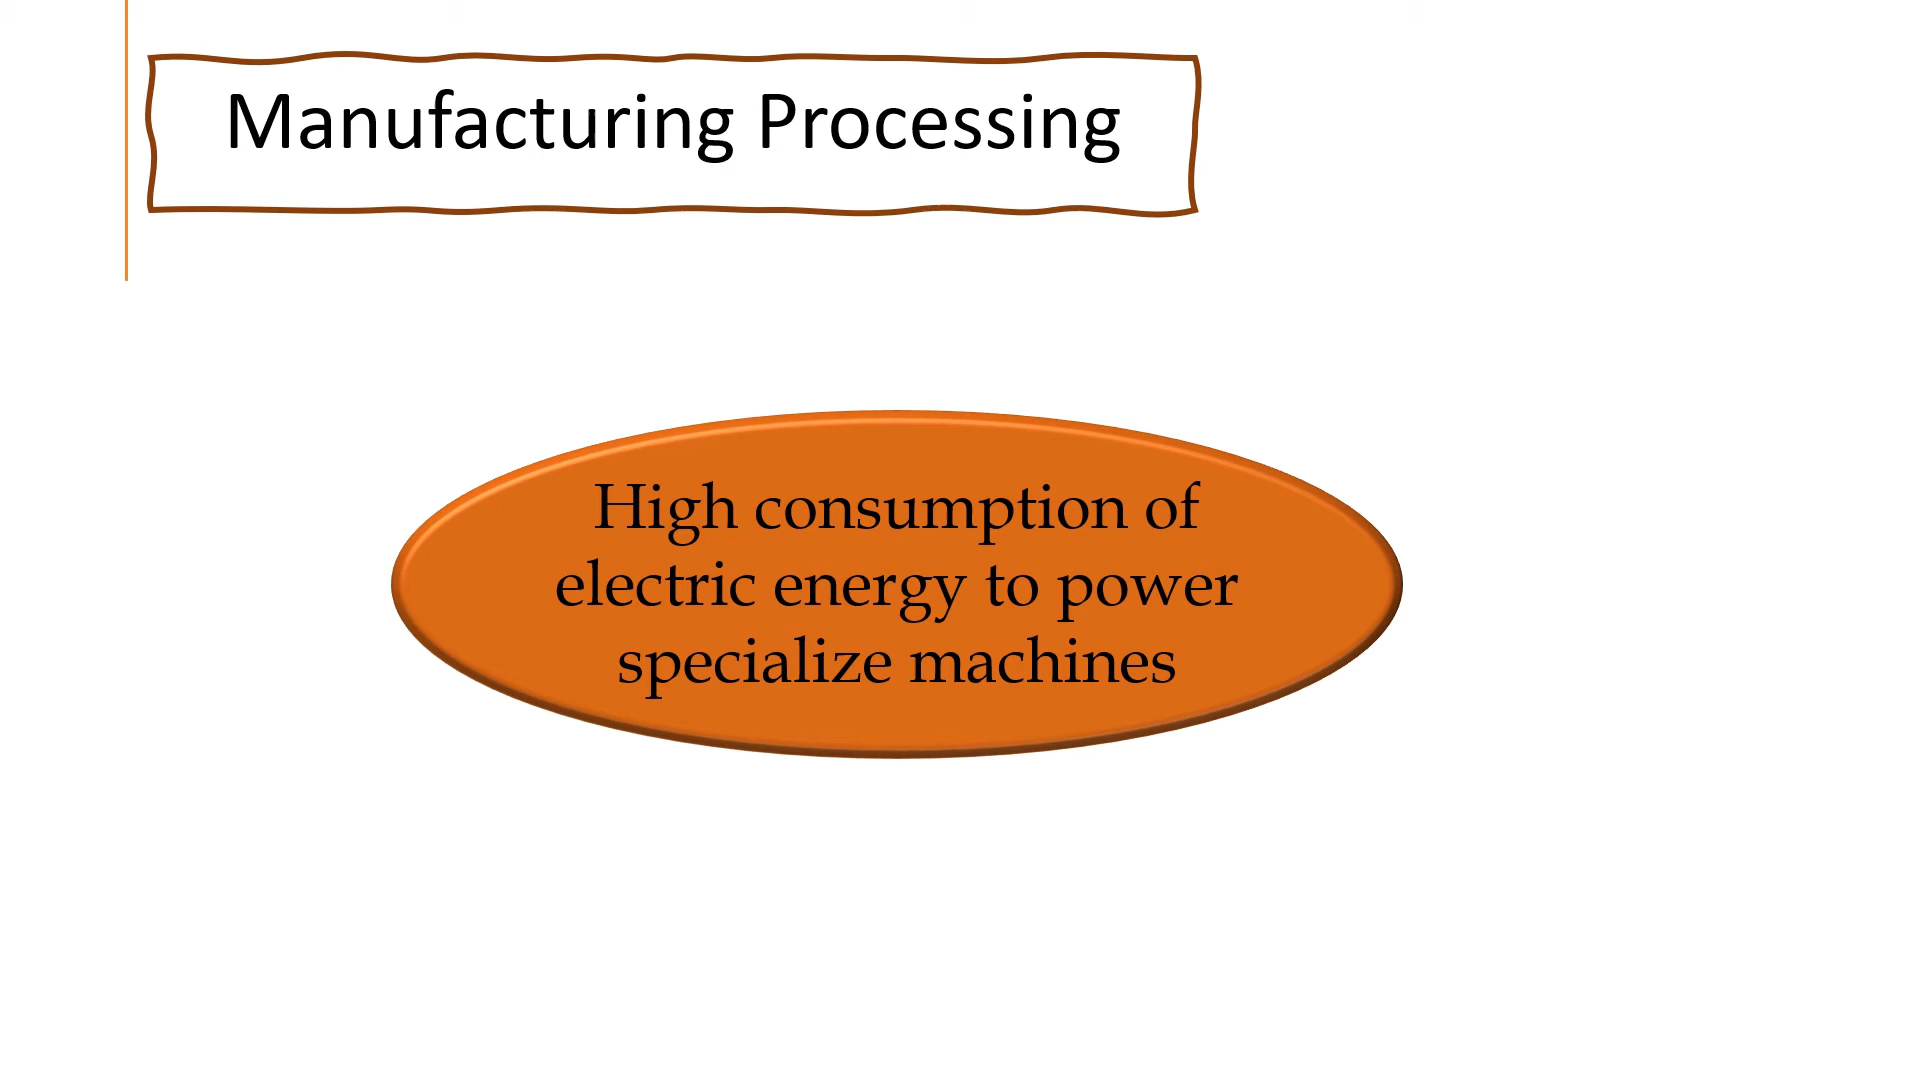 Manufacturing Processing
High consumption of
electric energy to power
specialize machines